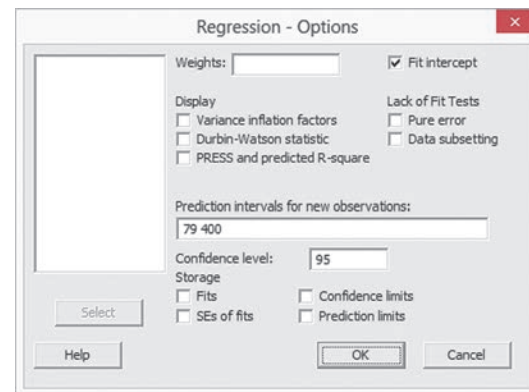 Regression - Options
Weights:
Fit intercept
Display
Lack of Fit Tests
Variance inflation factors
Pure error
Durbin-Watson statistic
Data subsetting
PRESS and predicted R-square
Prediction intervals for new observations:
79 400
Confidence level: 95
Storage
Fits
Confidence limits
Select
SEs of fits
Prediction limits
Help
OK
Cancel